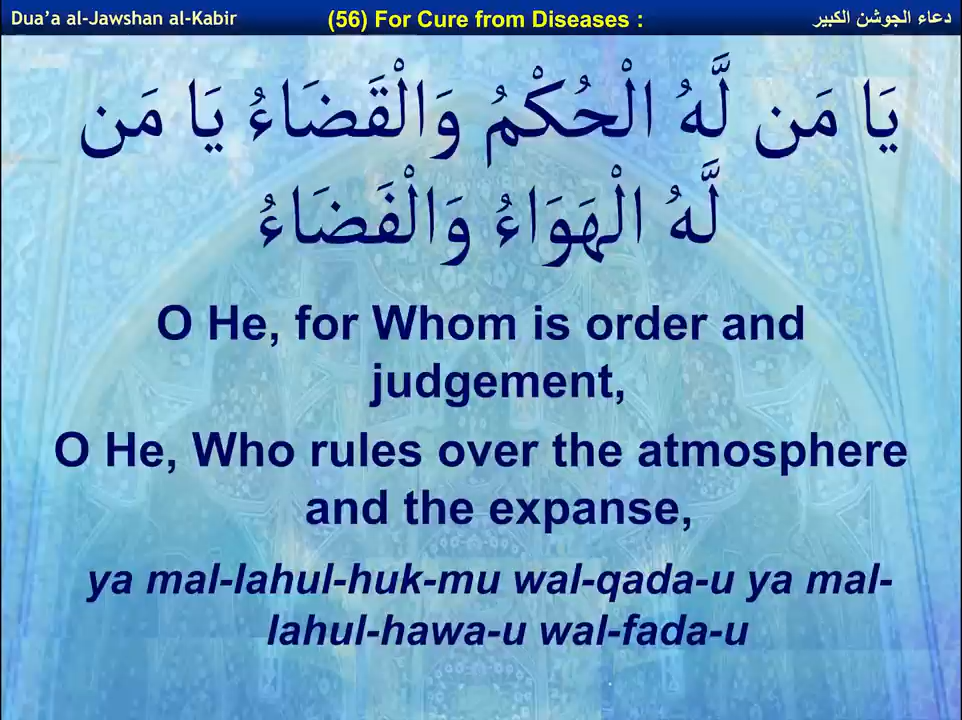 Dua’a al-Jawshan al-Kabir
(56) For Cure from Diseases :
دعاء الجوشن الكبير
يَا مَن لَّهُ الْحُكْمُ وَالْقَضَاءُ يَا مَن
لَّهُ الْهَوَاءُ وَالْفَضَاءُ
O He, for Whom is order and
judgement,
O He, Who rules over the atmosphere
and the expanse,
ya mal-lahul-huk-mu wal-qada-u ya mal-
lahul-hawa-u wal-fada-u